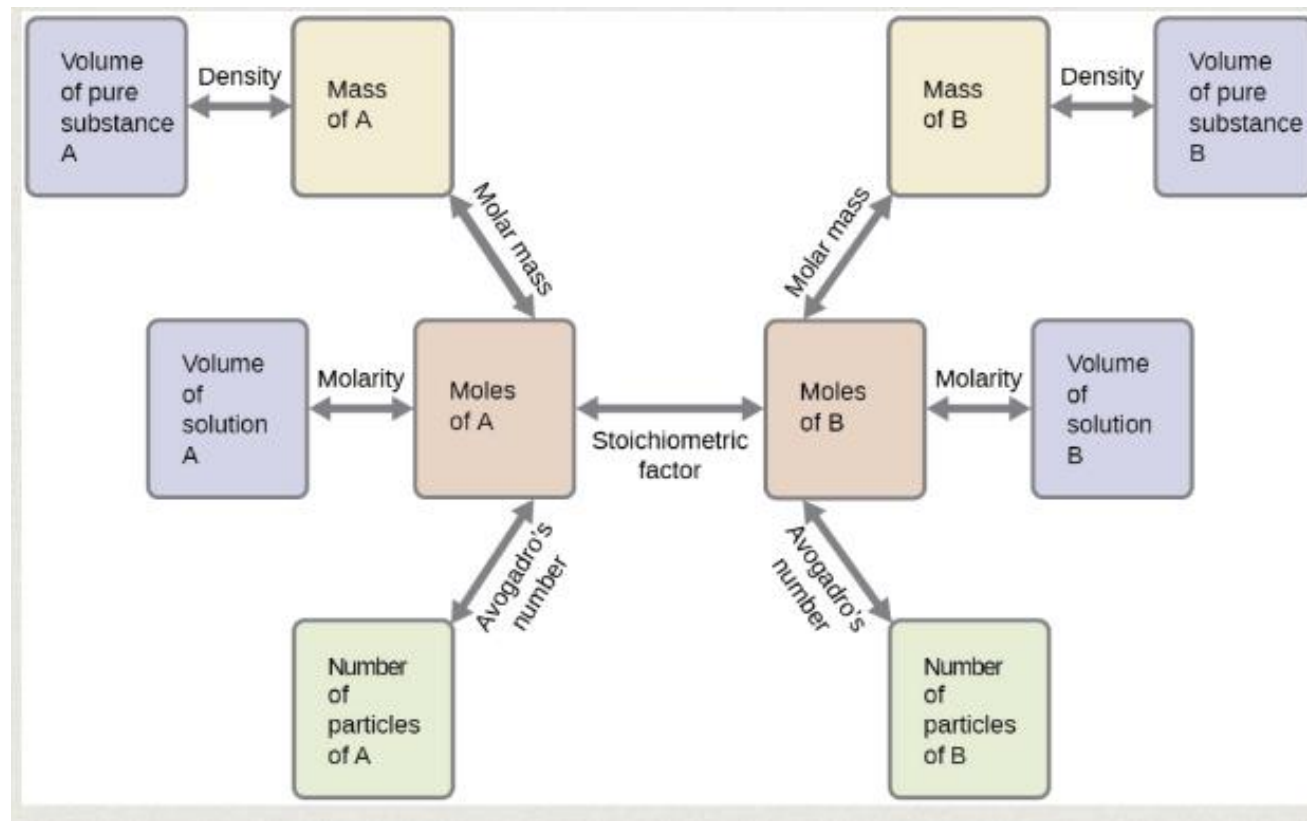 Volume
of pure
substance
A
Density
Mass
of A
Mass
of B
Density
Volume
of pure
substance
B
Molar mass
Molar mass
Volume
of
solution
A
Molarity
Moles
of A
Stoichiometric
factor
Moles
of B
Molarity
Volume
of
solution
B
Avogadro's
number
Avogadro's
number
Number
of
particles
of A
Number
of
particles
of B